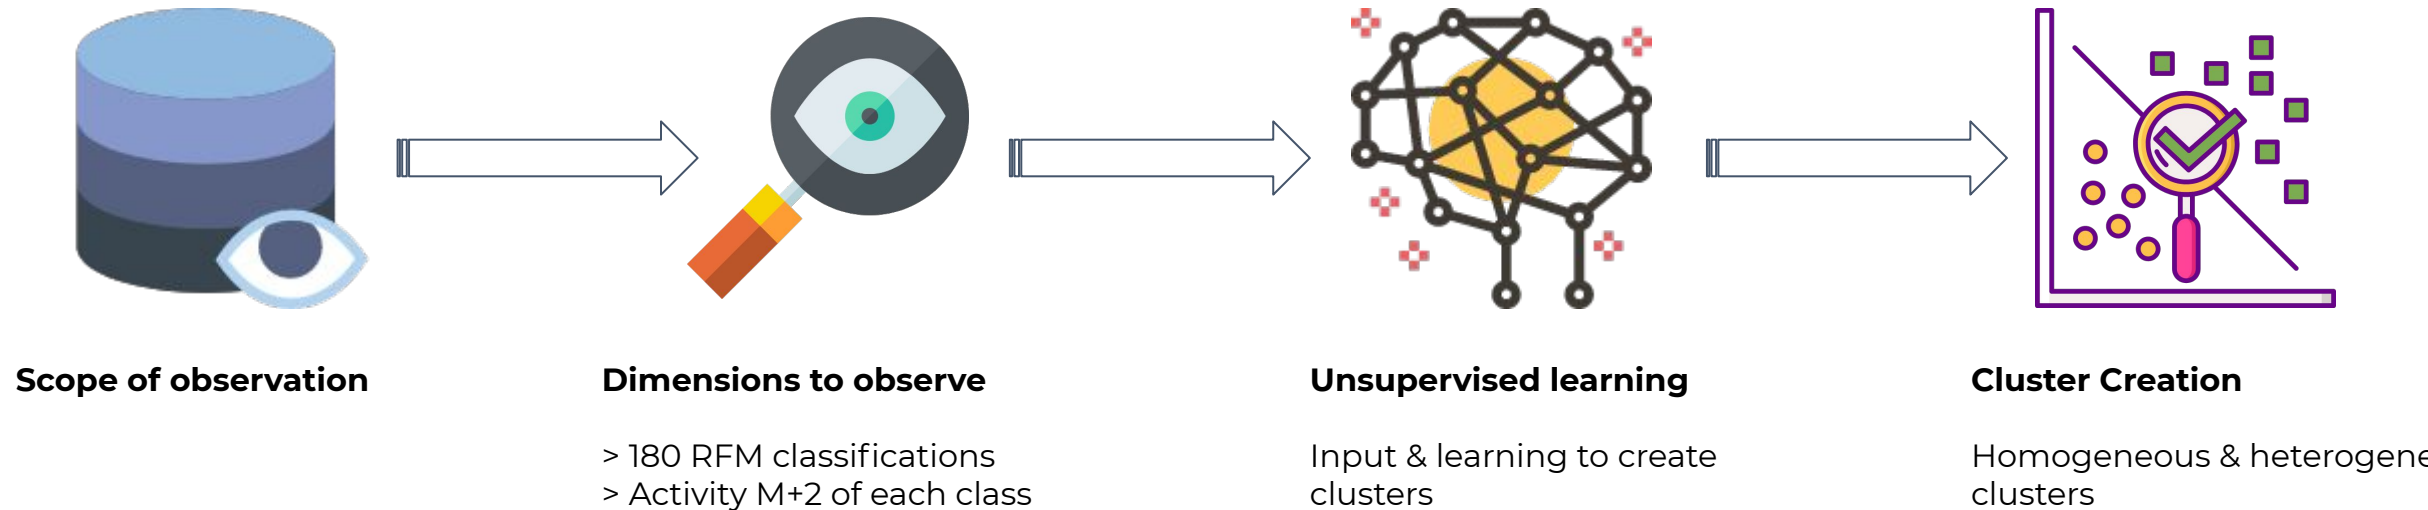 Scope of observation
Dimensions to observe
> 180 RFM classifications
> Activity M+2 of each class
Unsupervised learning
Input & learning to create
clusters
Cluster Creation
Homogeneous & heterogene
clusters